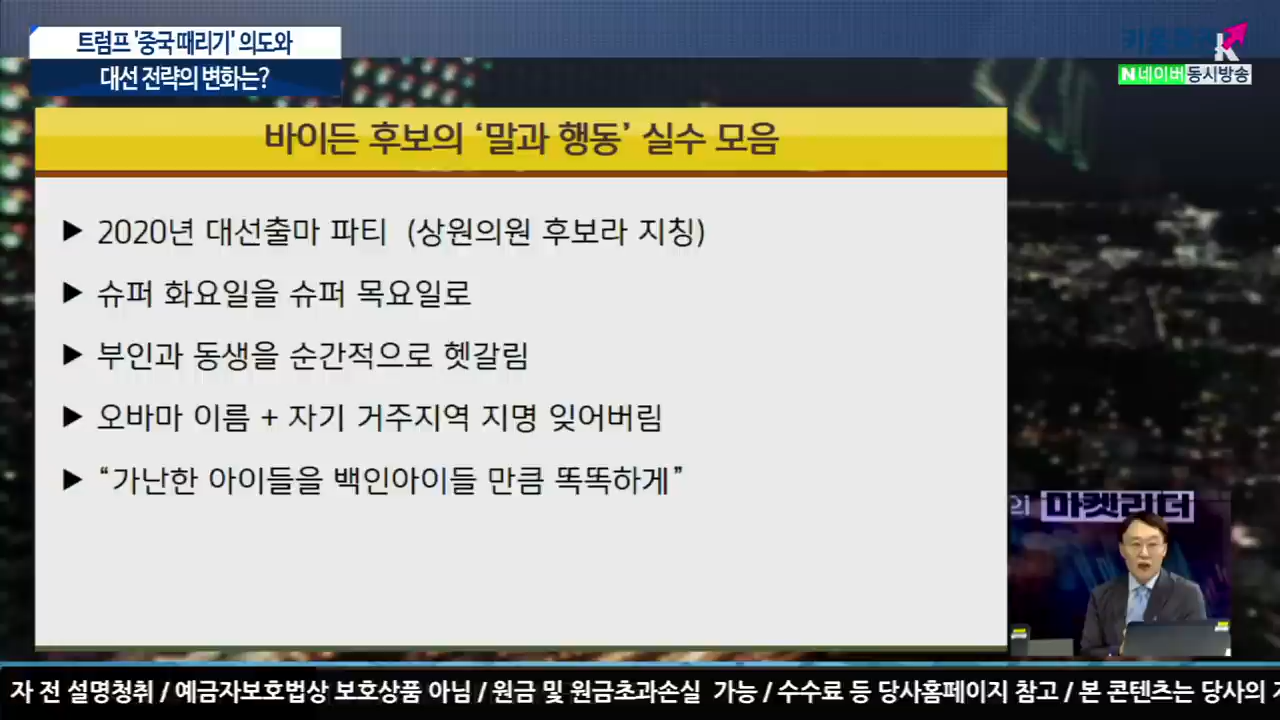 트럼프 '중국 때리기' 의도와
대선 전략의 변화는?
키움증권
K
N 네이버 동시방송
바이든 후보의 ‘말과 행동’ 실수 모음
▶ 2020년 대선출마 파티 (상원의원 후보라 지칭)
▶ 슈퍼 화요일을 슈퍼 목요일로
▶ 부인과 동생을 순간적으로 헷갈림
▶ 오바마 이름 + 자기 거주지역 지명 잊어버림
▶ “가난한 아이들을 백인아이들 만큼 똑똑하게”
의 마켓리더
자 전 설명청취 / 예금자보호법상 보호상품 아님 / 원금 및 원금초과손실 가능 / 수수료 등 당사홈페이지 참고 / 본 콘텐츠는 당사의